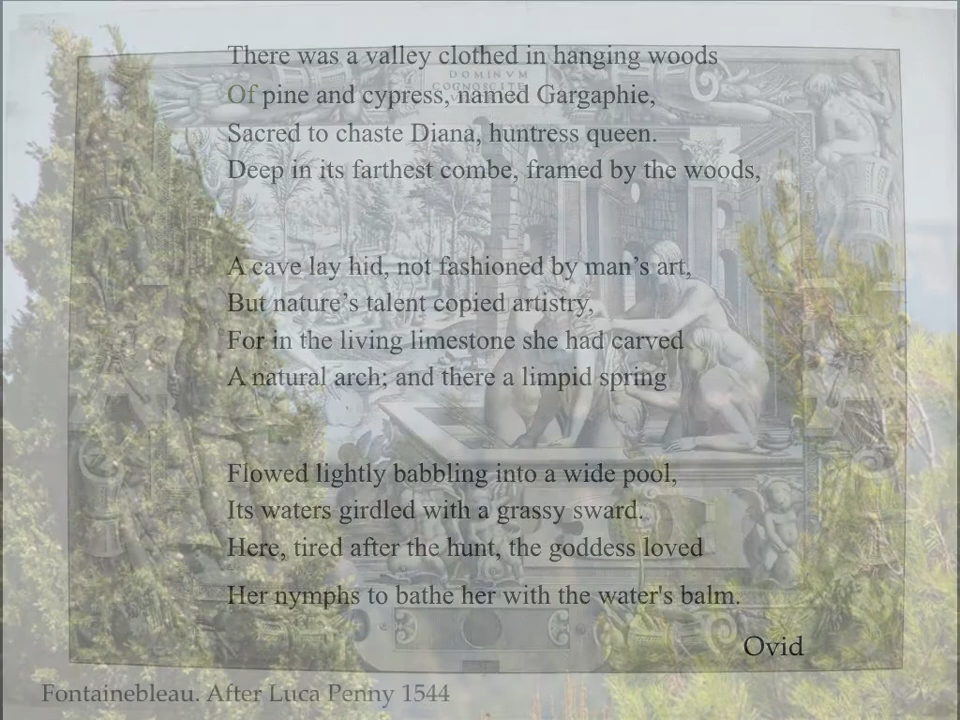 There was a valley clothed in hanging woods
DOMINVM
Of pine and cypress, named Gargaphie,
COGNOSCITE
Sacred to chaste Diana, huntress queen.
Deep in its farthest combe, framed by the woods,
A cave lay hid, not fashioned by man’s art,
But nature’s talent copied artistry,
For in the living limestone she had carved
A natural arch; and there a limpid spring
Flowed lightly babbling into a wide pool,
Its waters girdled with a grassy sward.
Here, tired after the hunt, the goddess loved
Her nymphs to bathe her with the water's balm.
Ovid
Fontainebleau. After Luca Penny 1544